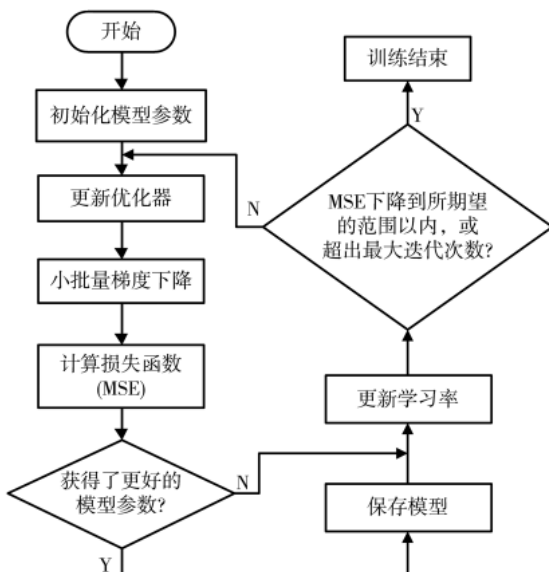 开始
初始化模型参数
更新优化器
小批量梯度下降
计算损失函数
(MSE)
获得了更好的
模型参数?
Y
N
保存模型
更新学习率
MSE下降到所期望
的范围以内，或
超出最大迭代次数?
N
Y
训练结束